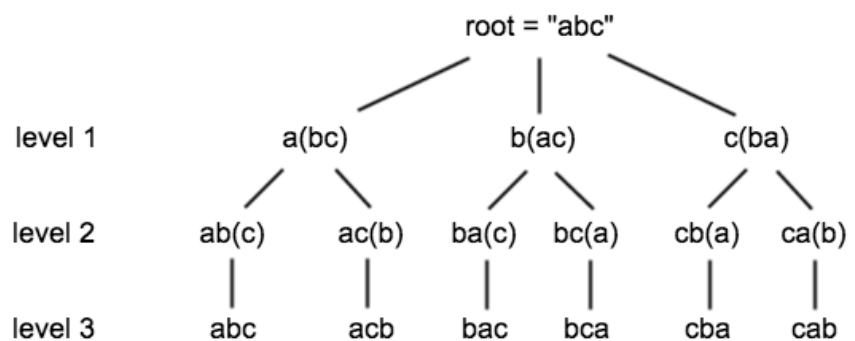 root = "abc"
level 1 a(bc) b(ac) c(ba)
level 2 ab(c) ac(b) ba(c) bc(a) cb(a) ca(b)
level 3 abc acb bac bca cba cab